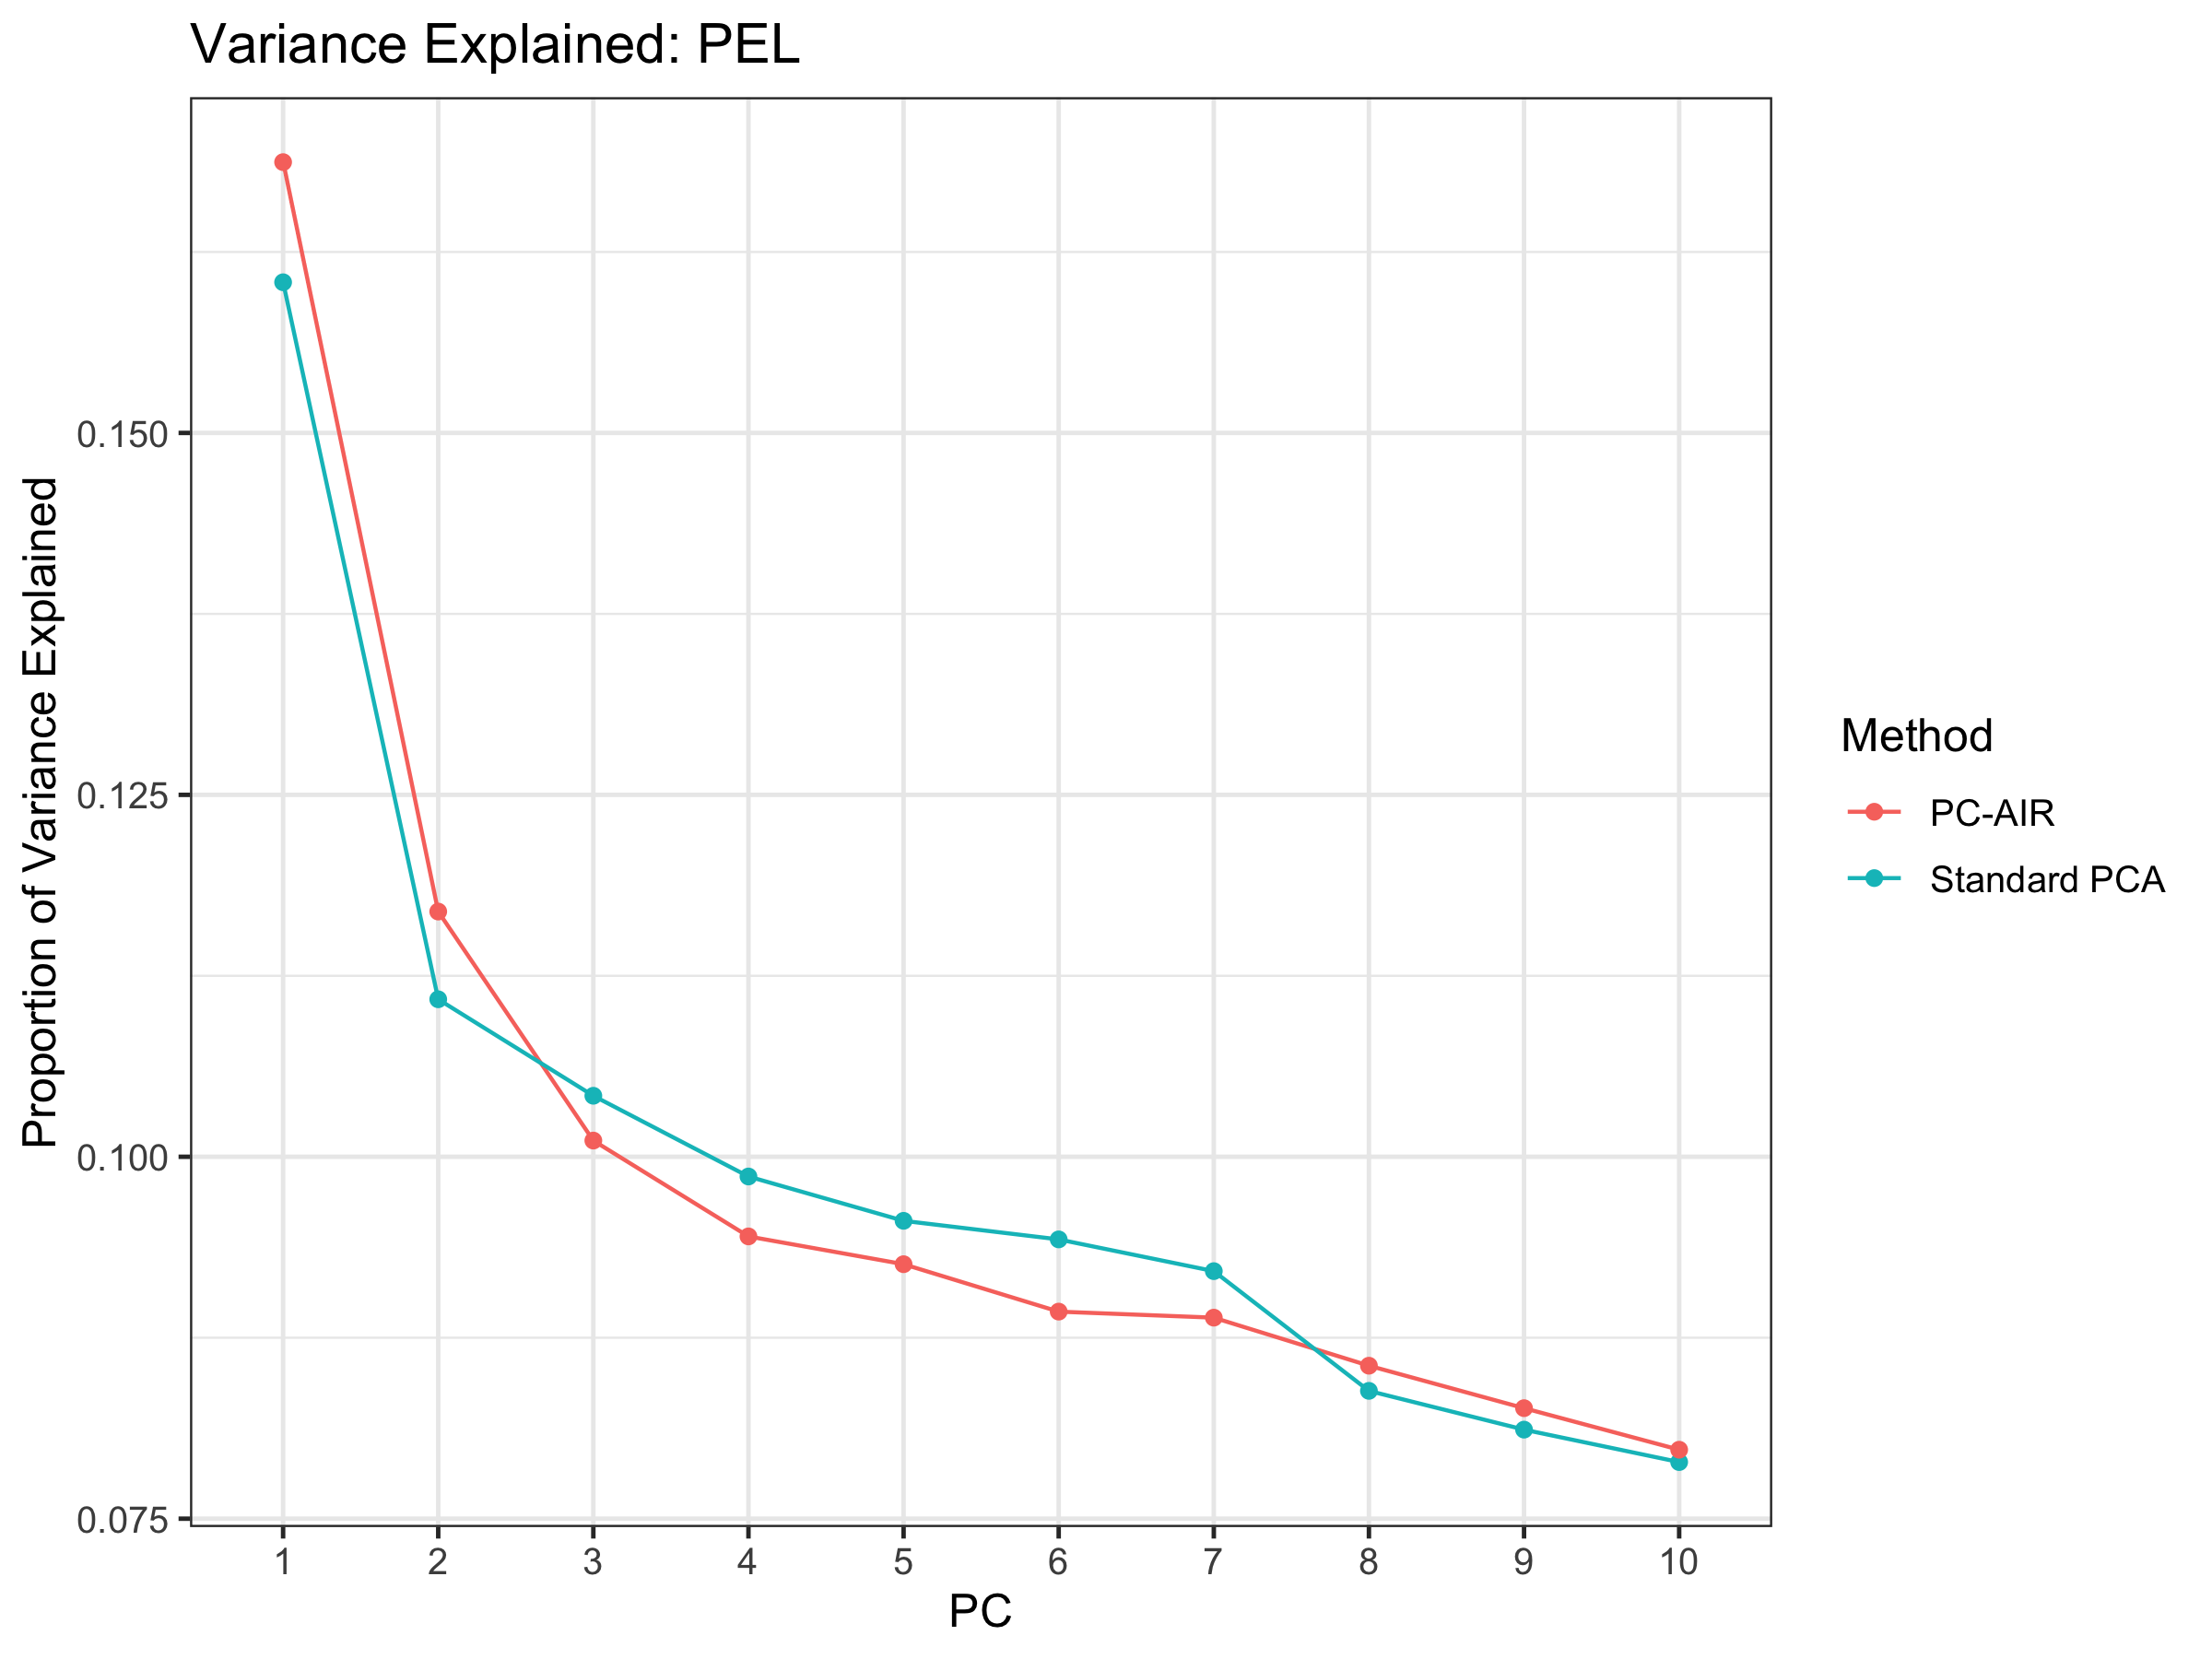 Variance Explained: PEL
Proportion of Variance Explained
0.150
0.125
0.100
0.075
1 2 3 4 5 6 7 8 9 10
PC
Method
PC-AIR
Standard PCA